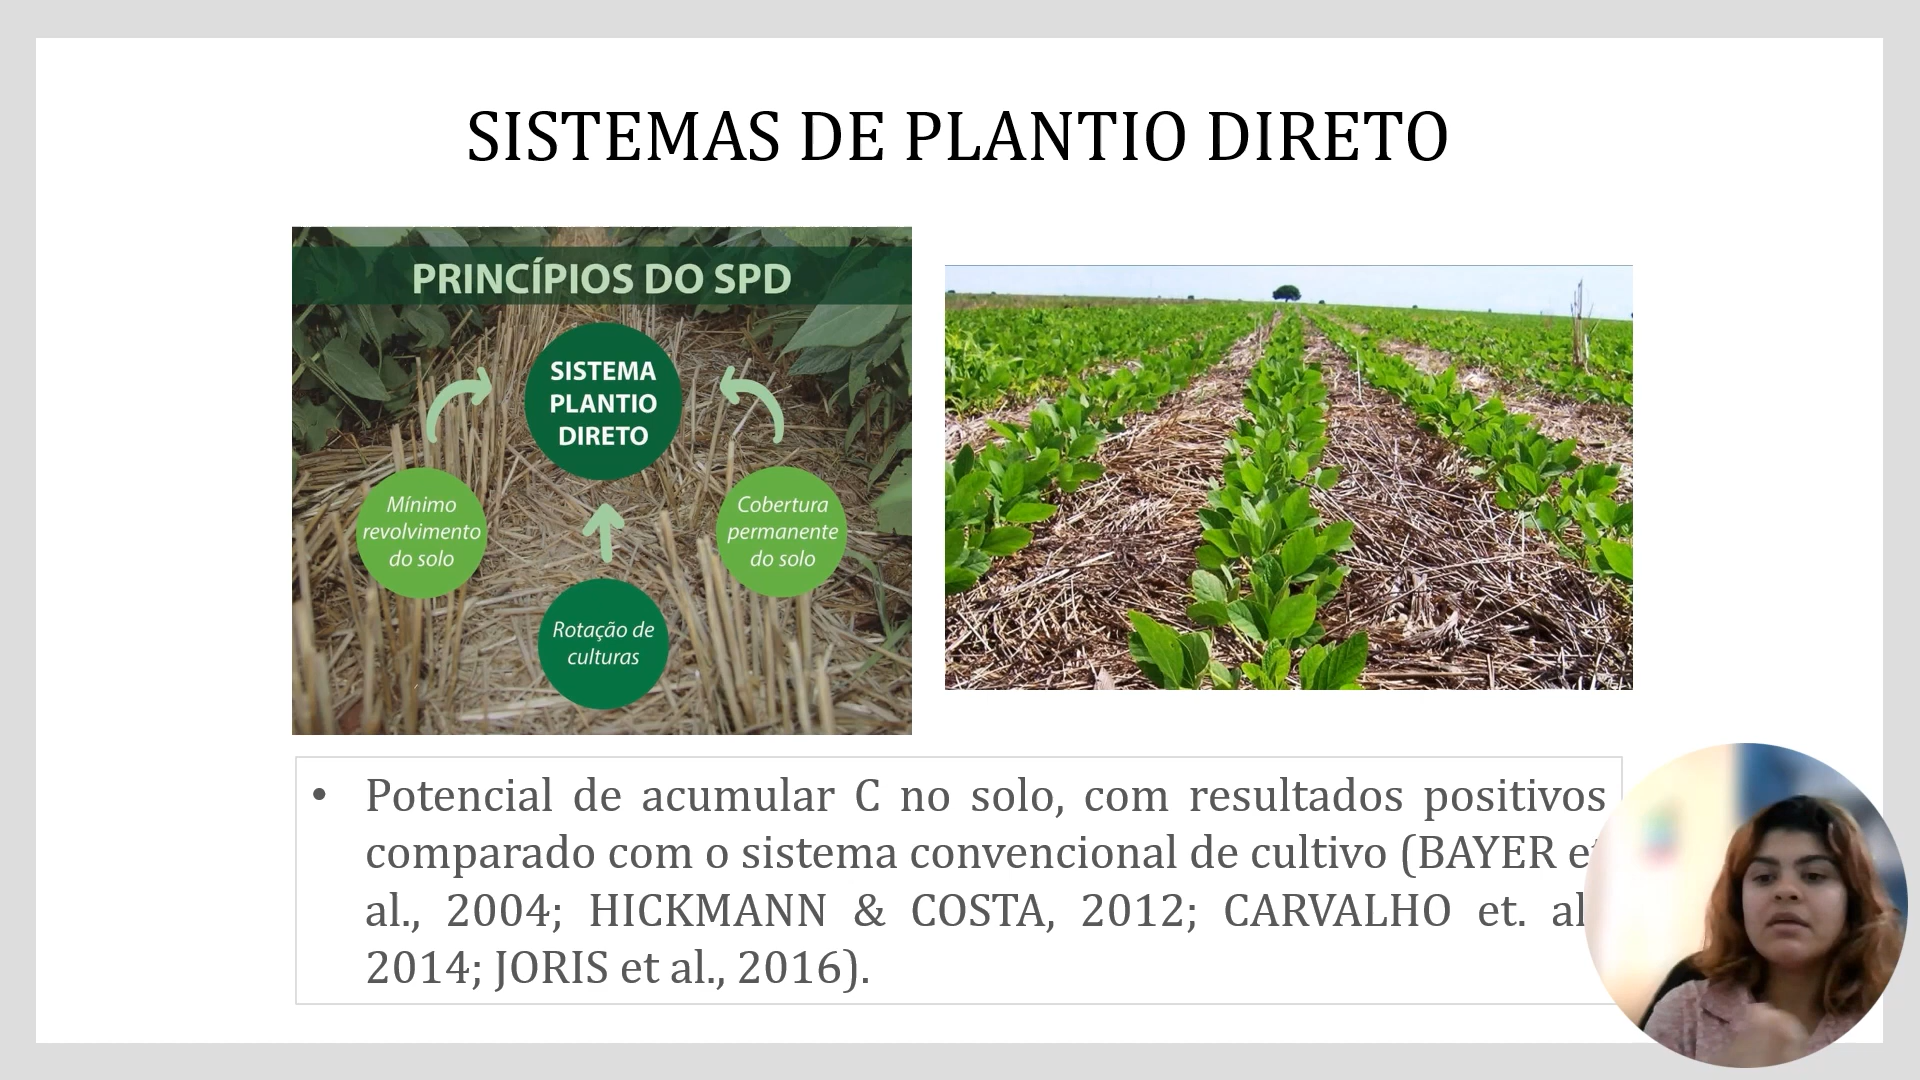 SISTEMAS DE PLANTIO DIRETO
PRINCÍPIOS DO SPD
SISTEMA
PLANTIO
DIRETO
Mínimo
revolvimento
do solo
Cobertura
permanente
do solo
Rotação de
culturas
• Potencial de acumular C no solo, com resultados positivos
comparado com o sistema convencional de cultivo (BAYER et
al., 2004; HICKMANN & COSTA, 2012; CARVALHO et. al
2014; JORIS et al., 2016).